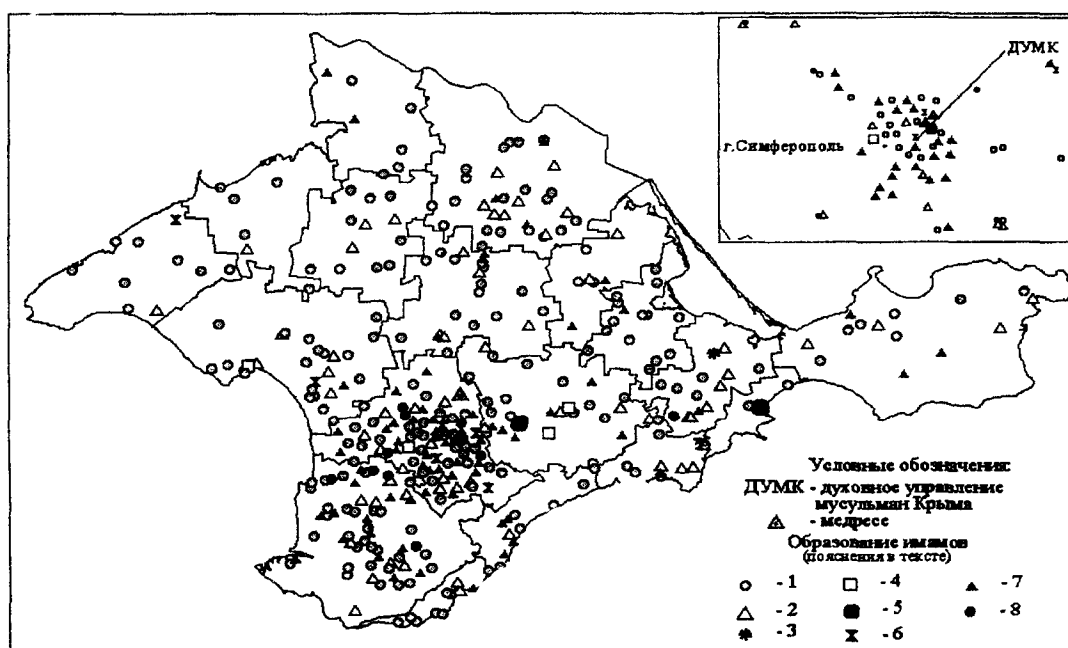 ДУМК
г.Симферополь
Условные обозначения:
ДУМК - духовное управление
мусульман Крыма
- медресе
Образование имамов
(пояснения в тексте)
- 1 - 4 - 7
- 2 - 5 - 8
- 3 - 6